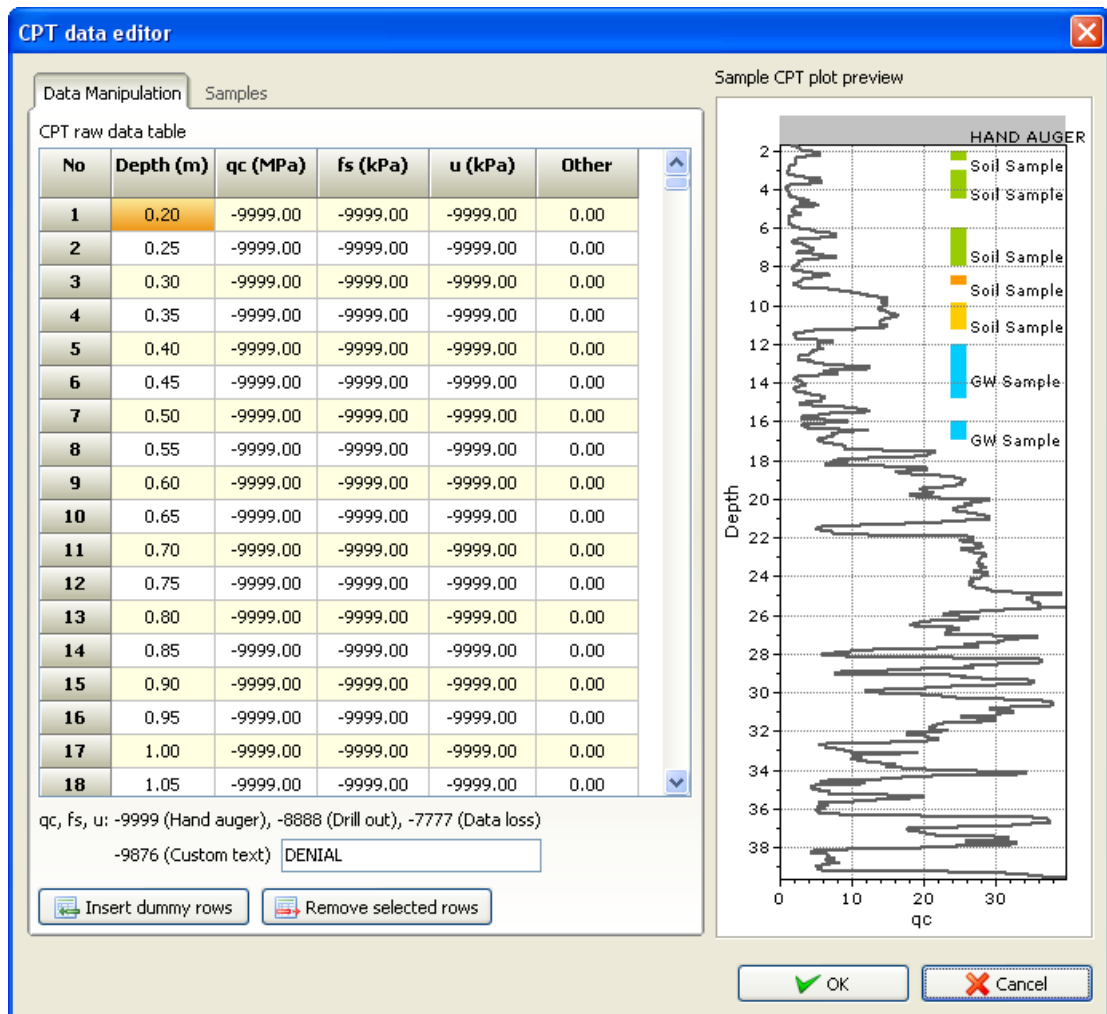 CPT data editor
Data Manipulation Samples
CPT raw data table
No Depth (m) qc (MPa) fs (kPa) u (kPa) Other
1 0.20 -9999.00 -9999.00 -9999.00 0.00
2 0.25 -9999.00 -9999.00 -9999.00 0.00
3 0.30 -9999.00 -9999.00 -9999.00 0.00
4 0.35 -9999.00 -9999.00 -9999.00 0.00
5 0.40 -9999.00 -9999.00 -9999.00 0.00
6 0.45 -9999.00 -9999.00 -9999.00 0.00
7 0.50 -9999.00 -9999.00 -9999.00 0.00
8 0.55 -9999.00 -9999.00 -9999.00 0.00
9 0.60 -9999.00 -9999.00 -9999.00 0.00
10 0.65 -9999.00 -9999.00 -9999.00 0.00
11 0.70 -9999.00 -9999.00 -9999.00 0.00
12 0.75 -9999.00 -9999.00 -9999.00 0.00
13 0.80 -9999.00 -9999.00 -9999.00 0.00
14 0.85 -9999.00 -9999.00 -9999.00 0.00
15 0.90 -9999.00 -9999.00 -9999.00 0.00
16 0.95 -9999.00 -9999.00 -9999.00 0.00
17 1.00 -9999.00 -9999.00 -9999.00 0.00
18 1.05 -9999.00 -9999.00 -9999.00 0.00
qc, fs, u: -9999 (Hand auger), -8888 (Drill out), -7777 (Data loss)
-9876 (Custom text) DENIAL
Insert dummy rows Remove selected rows
Sample CPT plot preview
HAND AUGER
2
Soil Sample
4
Soil Sample
6
Soil Sample
8
Soil Sample
10
Soil Sample
12
14
GW Sample
16
GW Sample
18
20
Depth
22
24
26
28
30
32
34
36
38
0 10 20 30
qc
OK Cancel